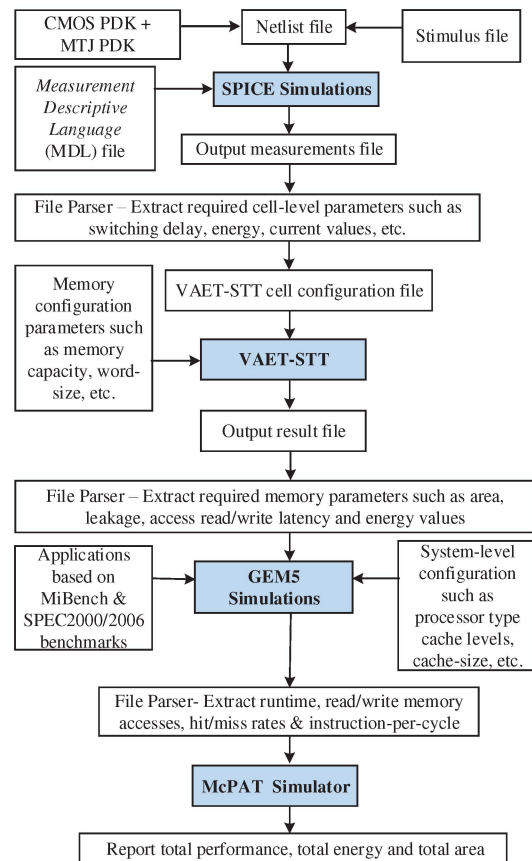 CMOS PDK +
MTJ PDK
Netlist file
Stimulus file
Measurement
Descriptive
Language
(MDL) file
SPICE Simulations
Output measurements file
File Parser – Extract required cell-level parameters such as
switching delay, energy, current values, etc.
Memory
configuration
parameters such
as memory
capacity, word-
size, etc.
VAET-STT cell configuration file
VAET-STT
Output result file
File Parser – Extract required memory parameters such as area,
leakage, access read/write latency and energy values
Applications
based on
MiBench &
SPEC2000/2006
benchmarks
GEM5
Simulations
System-level
configuration
such as
processor type
cache levels,
cache-size, etc.
File Parser- Extract runtime, read/write memory
accesses, hit/miss rates & instruction-per-cycle
McPAT Simulator
Report total performance, total energy and total area